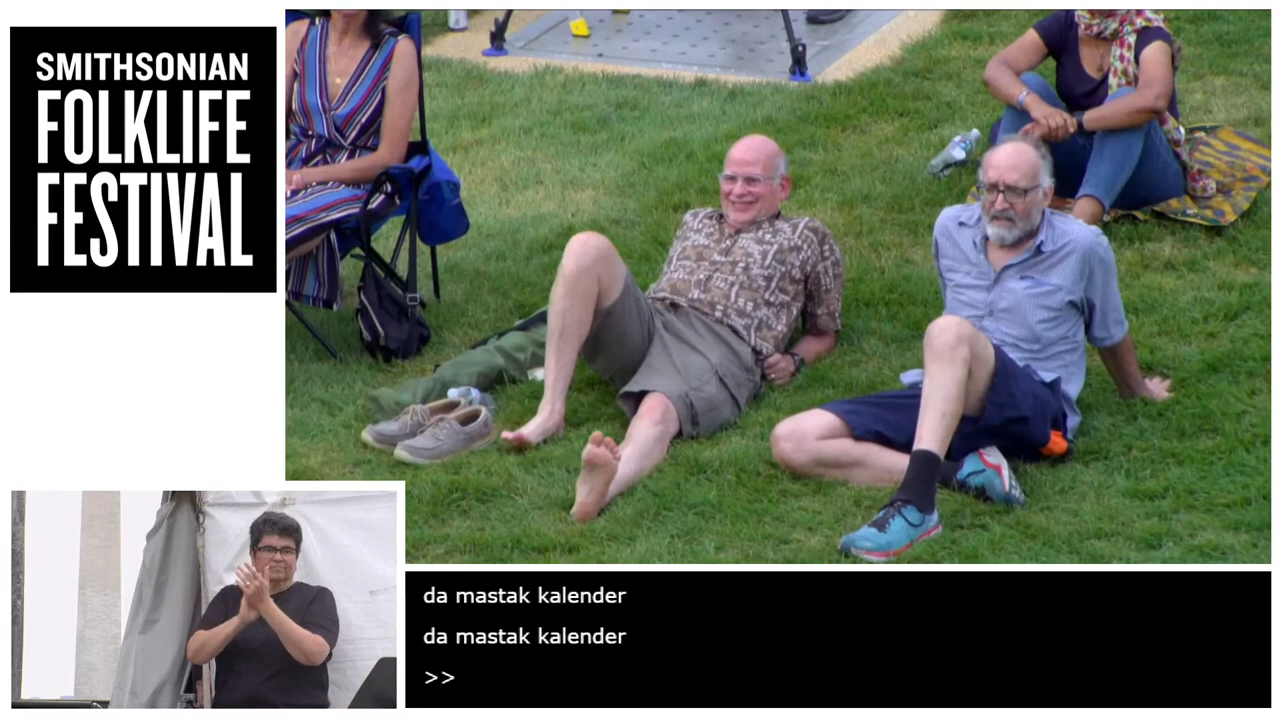 SMITHSONIAN
FOLKLIFE
FESTIVAL
da mastak kalender
da mastak kalender
>>